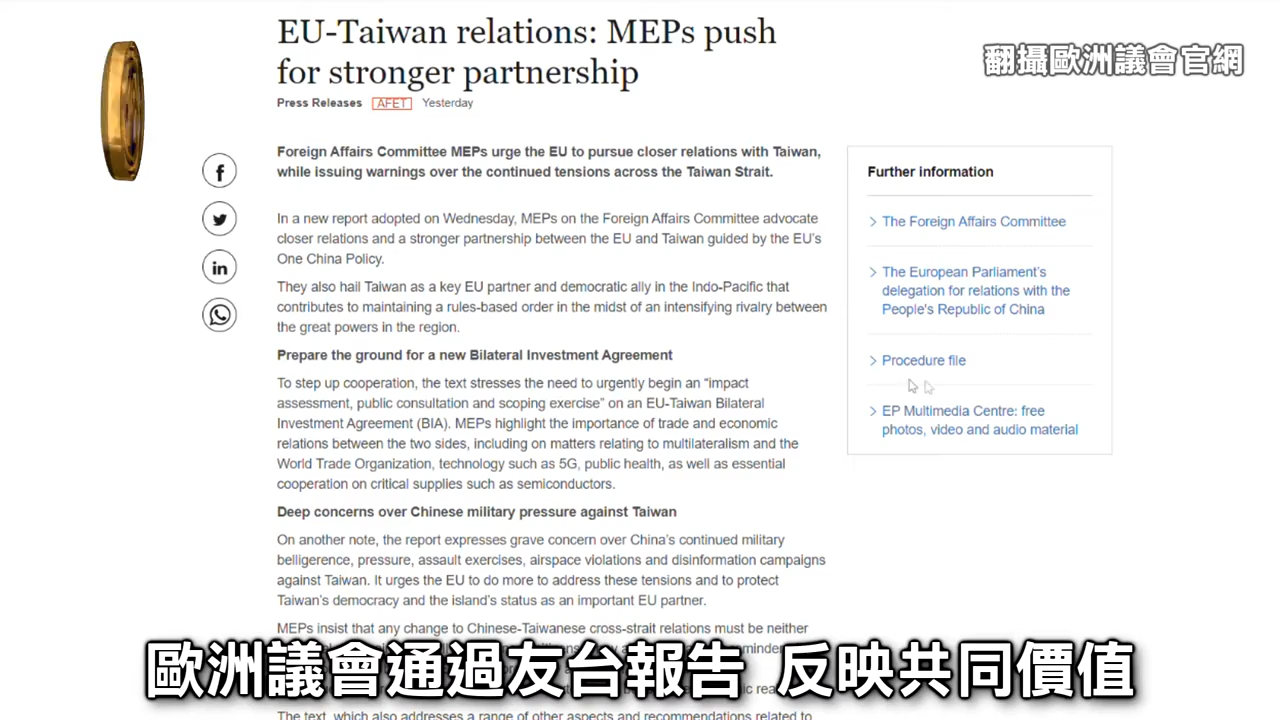 EU-Taiwan relations: MEPs push
for stronger partnership
翻攝歐洲議會官網
Press Releases AFET Yesterday
Foreign Affairs Committee MEPs urge the EU to pursue closer relations with Taiwan,
while issuing warnings over the continued tensions across the Taiwan Strait.
In a new report adopted on Wednesday, MEPs on the Foreign Affairs Committee advocate
closer relations and a stronger partnership between the EU and Taiwan guided by the EU's
One China Policy.
They also hail Taiwan as a key EU partner and democratic ally in the Indo-Pacific that
contributes to maintaining a rules-based order in the midst of an intensifying rivalry between
the great powers in the region.
Prepare the ground for a new Bilateral Investment Agreement
To step up cooperation, the text stresses the need to urgently begin an “impact
assessment, public consultation and scoping exercise” on an EU-Taiwan Bilateral
Investment Agreement (BIA). MEPs highlight the importance of trade and economic
relations between the two sides, including on matters relating to multilateralism and the
World Trade Organization, technology such as 5G, public health, as well as essential
cooperation on critical supplies such as semiconductors.
Deep concerns over Chinese military pressure against Taiwan
On another note, the report expresses grave concern over China's continued military
belligerence, pressure, assault exercises, airspace violations and disinformation campaigns
against Taiwan. It urges the EU to do more to address these tensions and to protect
Taiwan's democracy and the island's status as an important EU partner.
MEPs insist that any change to Chinese-Taiwanese cross-strait relations must be neither
The text, which also addresses a range of other aspects and recommendations related to
Further information
The Foreign Affairs Committee
The European Parliament's
delegation for relations with the
People's Republic of China
Procedure file
EP Multimedia Centre: free
photos, video and audio material
歐洲議會通過友台報告 反映共同價值